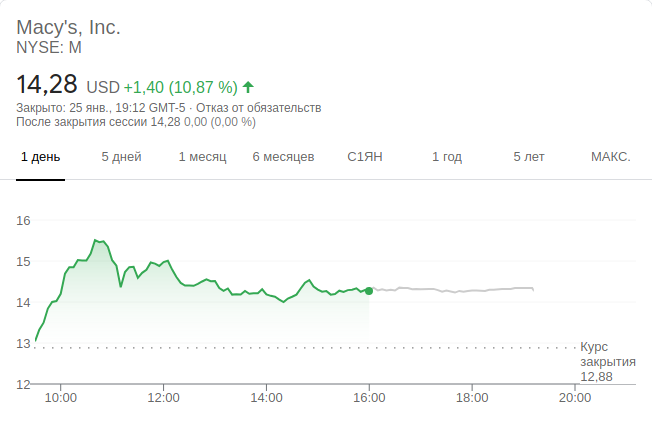 Macy's, Inc.
NYSE: M
14,28 USD +1,40 (10,87 %)
Закрыто: 25 янв., 19:12 GMT-5 · Отказ от обязательств
После закрытия сессии 14,28 0,00 (0,00 %)
1 день 5 дней 1 месяц 6 месяцев С1ЯН 1 год 5 лет МАКС.
16
15
14
13
12
Курс
закрытия
12,88
10:00 12:00 14:00 16:00 18:00 20:00